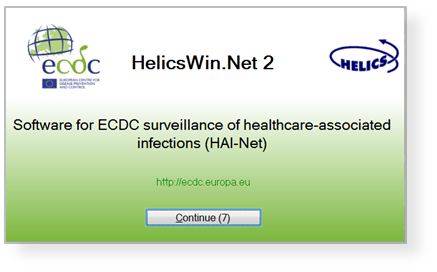 ecdc
EUROPEAN CENTRE FOR
DISEASE PREVENTION
AND CONTROL
HelicsWin.Net 2
HELICS
Software for ECDC surveillance of healthcare-associated
infections (HAI-Net)
http://ecdc.europa.eu
Continue (7)